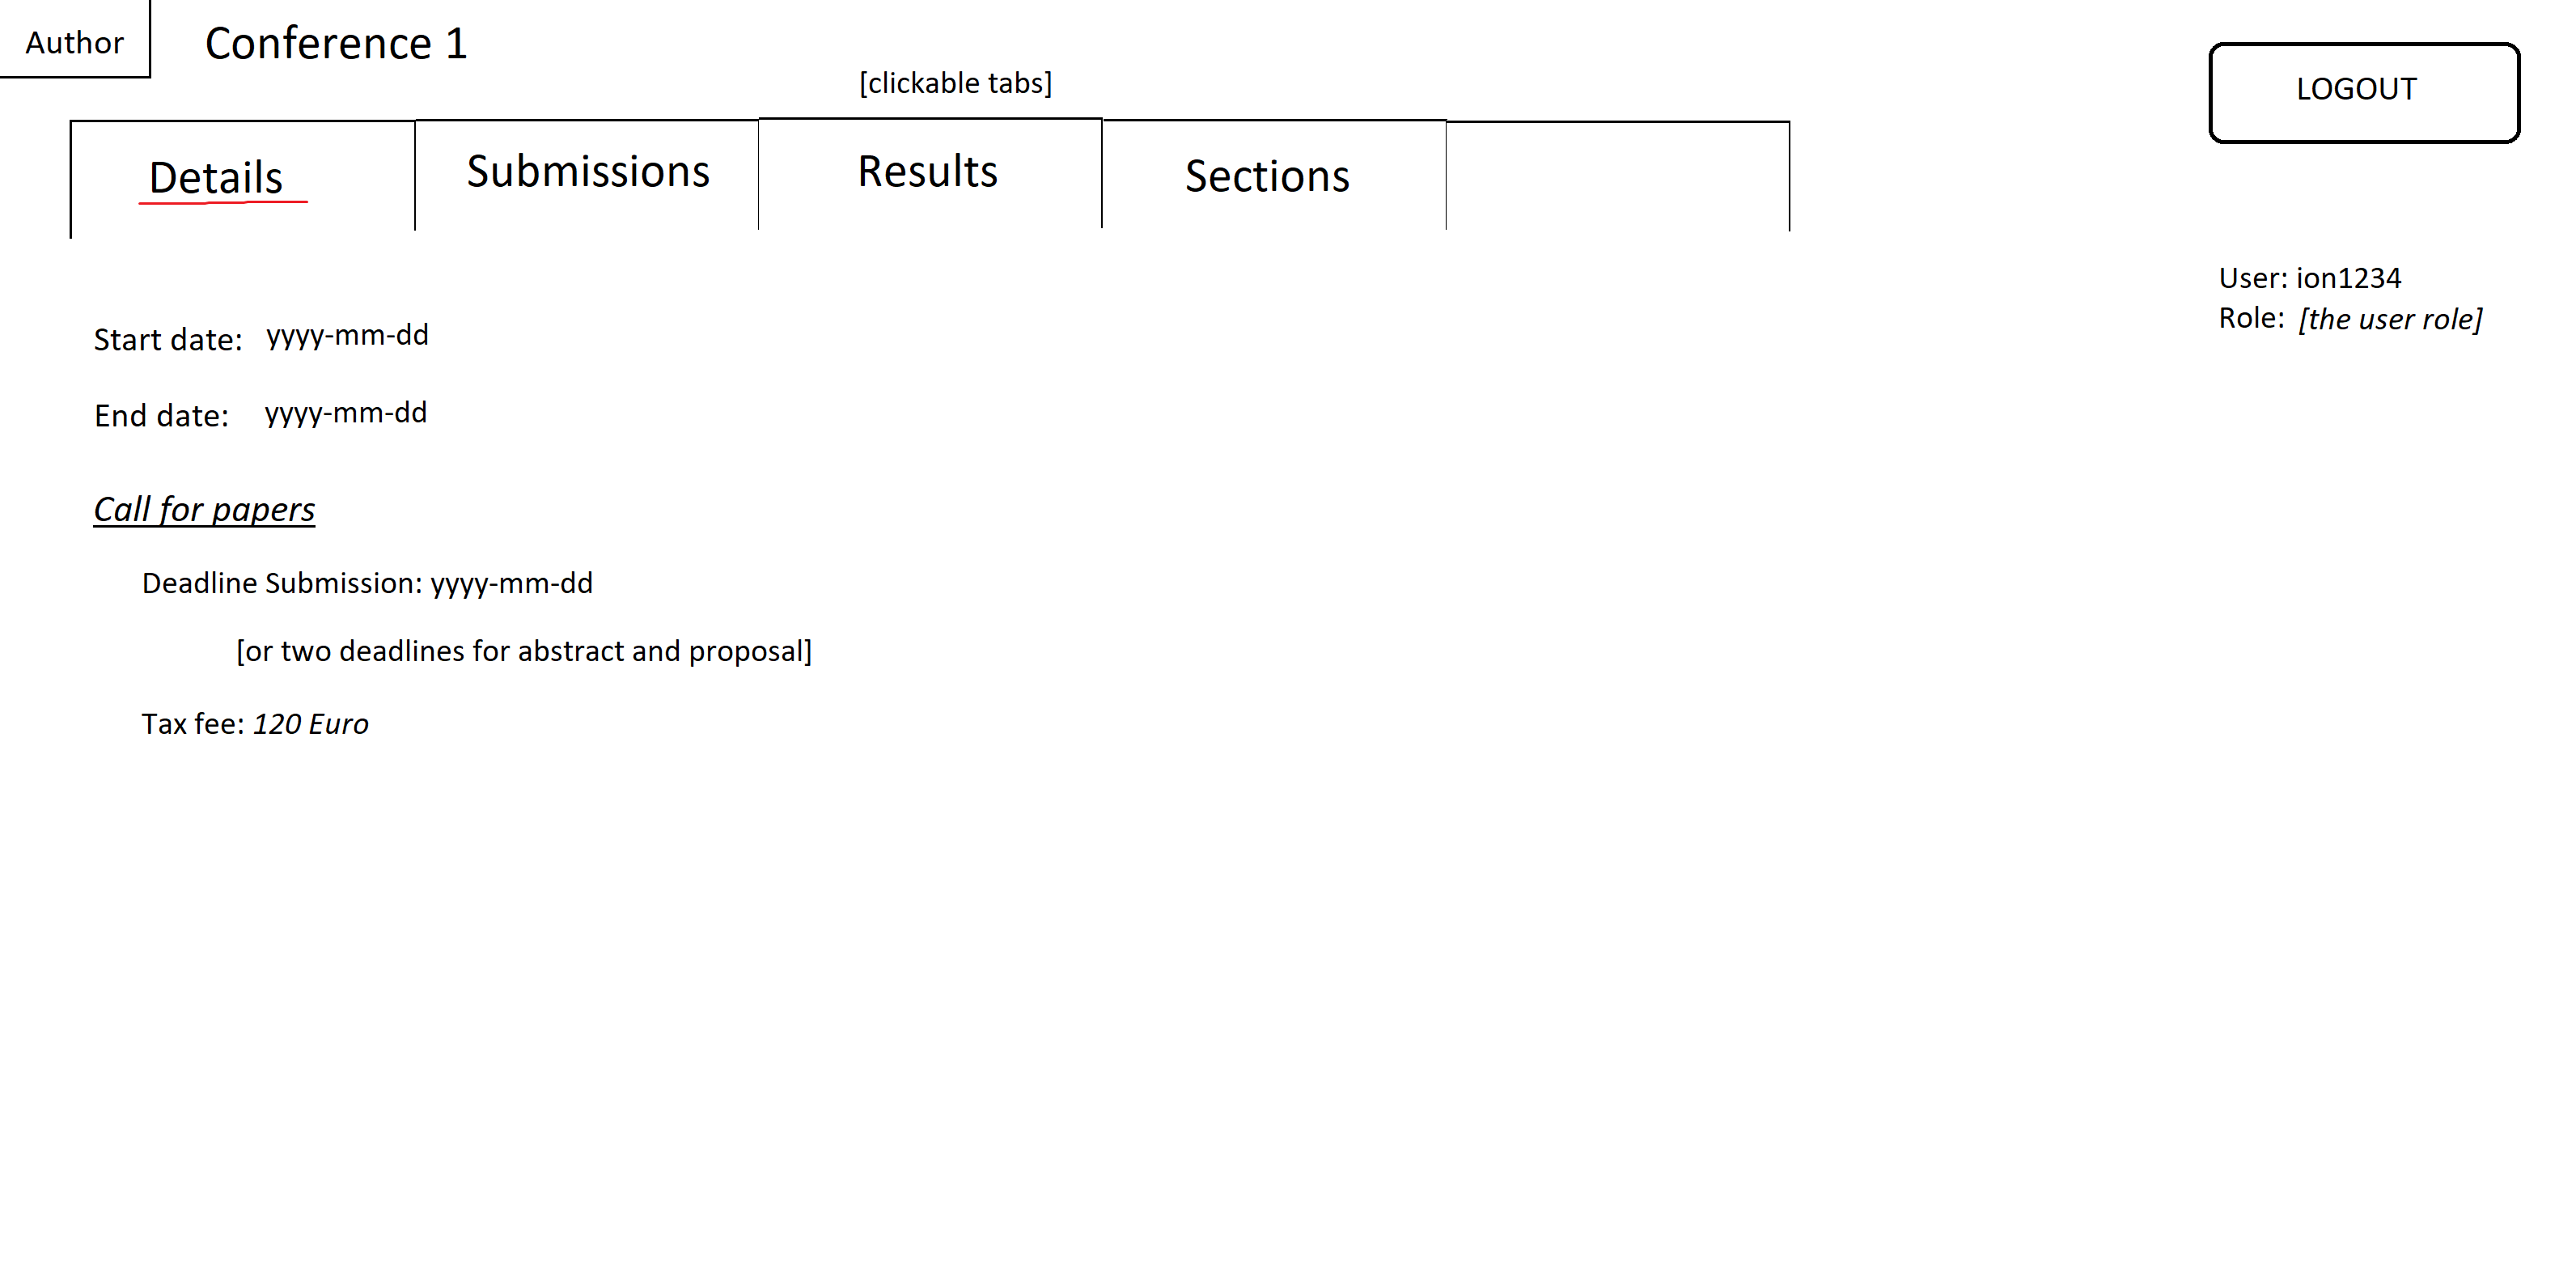 Author
Conference 1
[clickable tabs]
LOGOUT
Details
Submissions
Results
Sections
User: ion1234
Role: [the user role]
Start date: yyyy-mm-dd
End date: yyyy-mm-dd
Call for papers
Deadline Submission: yyyy-mm-dd
[or two deadlines for abstract and proposal]
Tax fee: 120 Euro